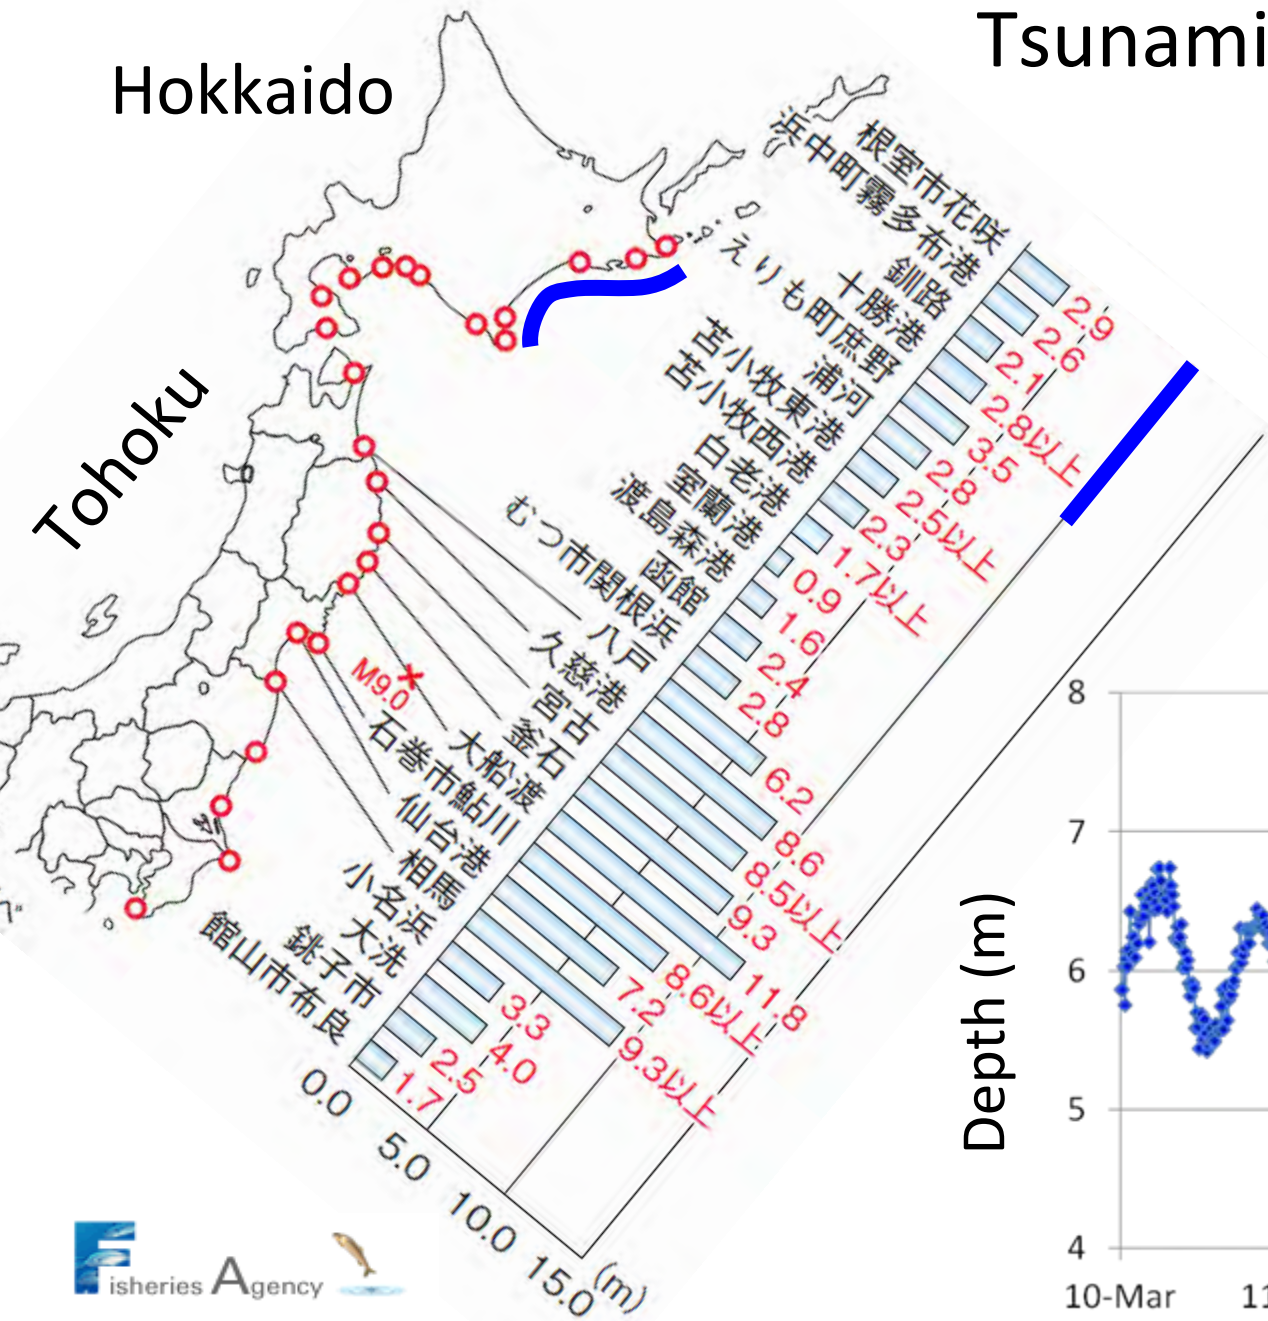 Tsunami
Hokkaido
Tohoku
根室市花咲
浜中町霧多布港
釧路
十勝港
えりも町庶野
浦河
苫小牧東港
苫小牧西港
白老港
室蘭港
渡島森港
函館
むつ市関根浜
八戸
久慈港
宮古
釜石
大船渡
石巻市鮎川
仙台港
相馬
小名浜
大洗
銚子市
館山市布良
2.9
2.6
2.1
2.8以上
3.5
2.8
2.5以上
2.3
1.7以上
0.9
1.6
2.4
2.8
6.2
8.6
8.5以上
9.3
11.8
8.6以上
7.2
9.3以上
3.3
4.0
2.5
1.7
0.0
5.0
10.0
15.0
(m)
M9.0
Depth (m)
8
7
6
5
4
10-Mar
11
Fisheries Agency